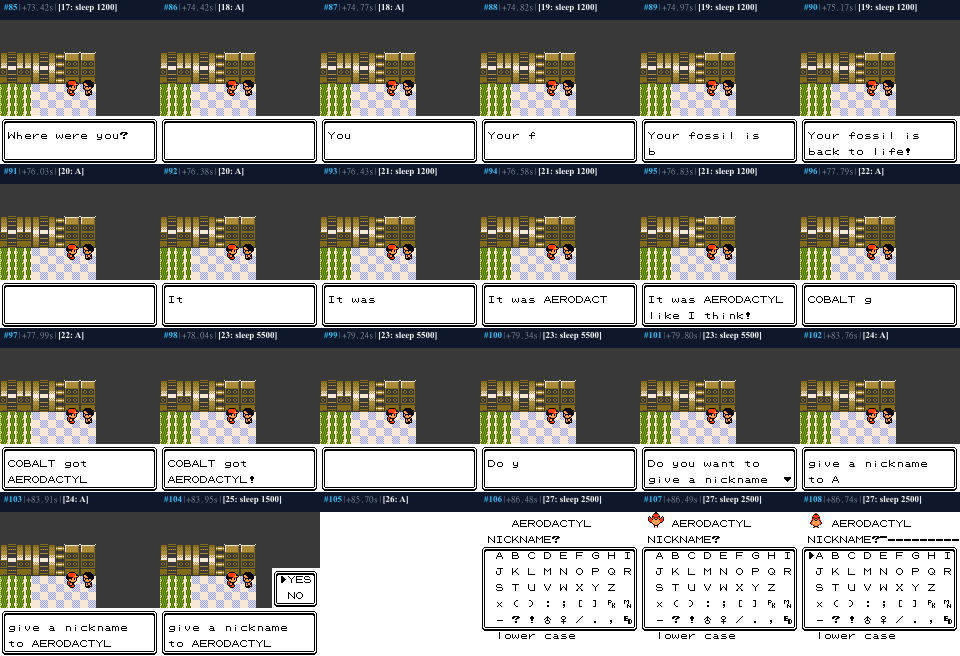 #85|+73.42s| [17: sleep 1200]
#86|+74.42s| [18: A]
#87|+74.77s| [18: A]
#88|+74.82s| [19: sleep 1200]
#89|+74.97s| [19: sleep 1200]
#90|+75.17s| [19: sleep 1200]
Where were you?
You
Your f
Your fossil is
b
Your fossil is
back to life!
#91|+76.03s| [20: A]
#92|+76.38s| [20: A]
#93|+76.43s| [21: sleep 1200]
#94|+76.58s| [21: sleep 1200]
#95|+76.83s| [21: sleep 1200]
#96|+77.79s| [22: A]
It
It was
It was AERODACT
It was AERODACTYL
like I think!
COBALT g
#97|+77.99s| [22: A]
#98|+78.04s| [23: sleep 5500]
#99|+79.24s| [23: sleep 5500]
#100|+79.34s| [23: sleep 5500]
#101|+79.80s| [23: sleep 5500]
#102|+83.76s| [24: A]
COBALT got
AERODACTYL
COBALT got
AERODACTYL!
Do y
Do you want to
give a nickname
give a nickname
to A
#103|+83.91s| [24: A]
#104|+83.95s| [25: sleep 1500]
#105|+85.70s| [26: A]
#106|+86.48s| [27: sleep 2500]
#107|+86.49s| [27: sleep 2500]
#108|+86.74s| [27: sleep 2500]
give a nickname
to AERODACTYL
YES
NO
give a nickname
to AERODACTYL
AERODACTYL
NICKNAME?
A B C D E F G H I
J K L M N O P Q R
S T U V W X Y Z
× ( ) : ; [ ] PK MN
- ? ! ♂ ♀ / . , ED
lower case
AERODACTYL
NICKNAME?
A B C D E F G H I
J K L M N O P Q R
S T U V W X Y Z
× ( ) : ; [ ] PK MN
- ? ! ♂ ♀ / . , ED
lower case
AERODACTYL
NICKNAME?
A B C D E F G H I
J K L M N O P Q R
S T U V W X Y Z
× ( ) : ; [ ] PK MN
- ? ! ♂ ♀ / . , ED
lower case